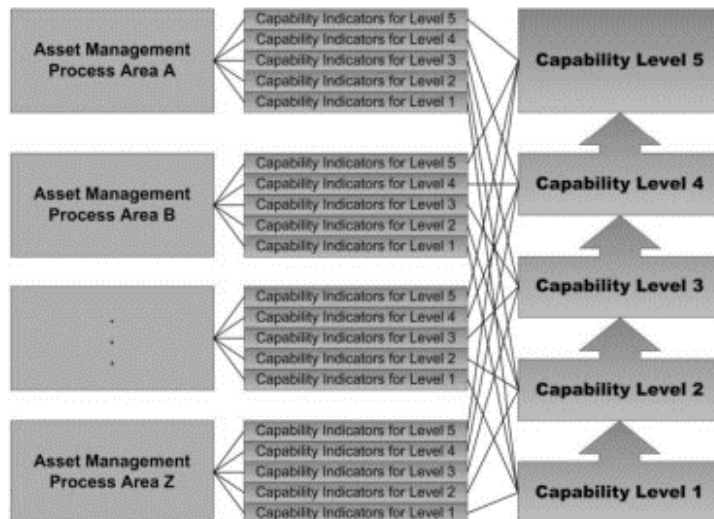 Asset Management
Process Area A
Capability Indicators for Level 5
Capability Indicators for Level 4
Capability Indicators for Level 3
Capability Indicators for Level 2
Capability Indicators for Level 1
Asset Management
Process Area B
Capability Indicators for Level 5
Capability Indicators for Level 4
Capability Indicators for Level 3
Capability Indicators for Level 2
Capability Indicators for Level 1
.
.
.
Capability Indicators for Level 5
Capability Indicators for Level 4
Capability Indicators for Level 3
Capability Indicators for Level 2
Capability Indicators for Level 1
Asset Management
Process Area Z
Capability Indicators for Level 5
Capability Indicators for Level 4
Capability Indicators for Level 3
Capability Indicators for Level 2
Capability Indicators for Level 1
Capability Level 5
Capability Level 4
Capability Level 3
Capability Level 2
Capability Level 1